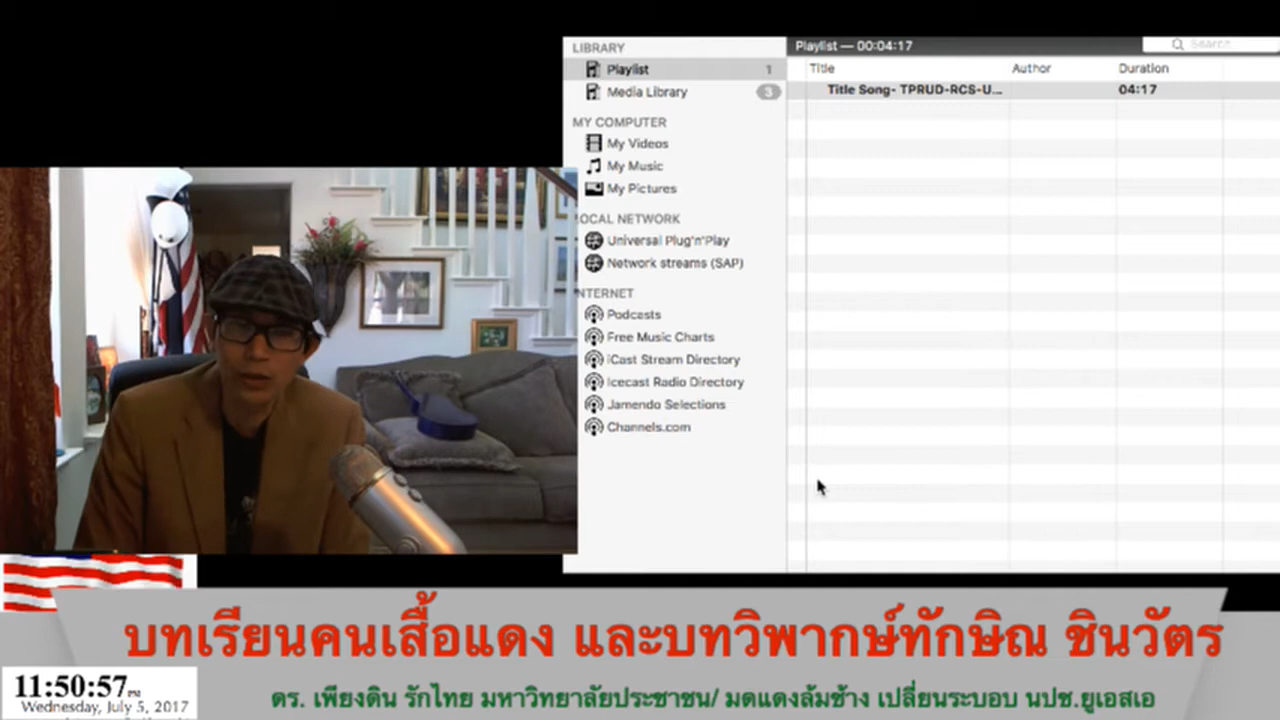 LIBRARY
Playlist 1
Media Library 3
MY COMPUTER
My Videos
My Music
My Pictures
OCAL NETWORK
Universal Plug'n'Play
Network streams (SAP)
NTERNET
Podcasts
Free Music Charts
iCast Stream Directory
Icecast Radio Directory
Jamendo Selections
Channels.com
Playlist — 00:04:17
Search
Title Author Duration
Title Song- TPRUD-RCS-U... 04:17
บทเรียนคนเสื้อแดง และบทวิพากษ์ทักษิณ ชินวัตร
11:50:57 PM
Wednesday, July 5, 2017
ดร. เพียงดิน รักไทย มหาวิทยาลัยประชาชน/ มดแดงล้มช้าง เปลี่ยนระบอบ นปช.ยูเอสเอ